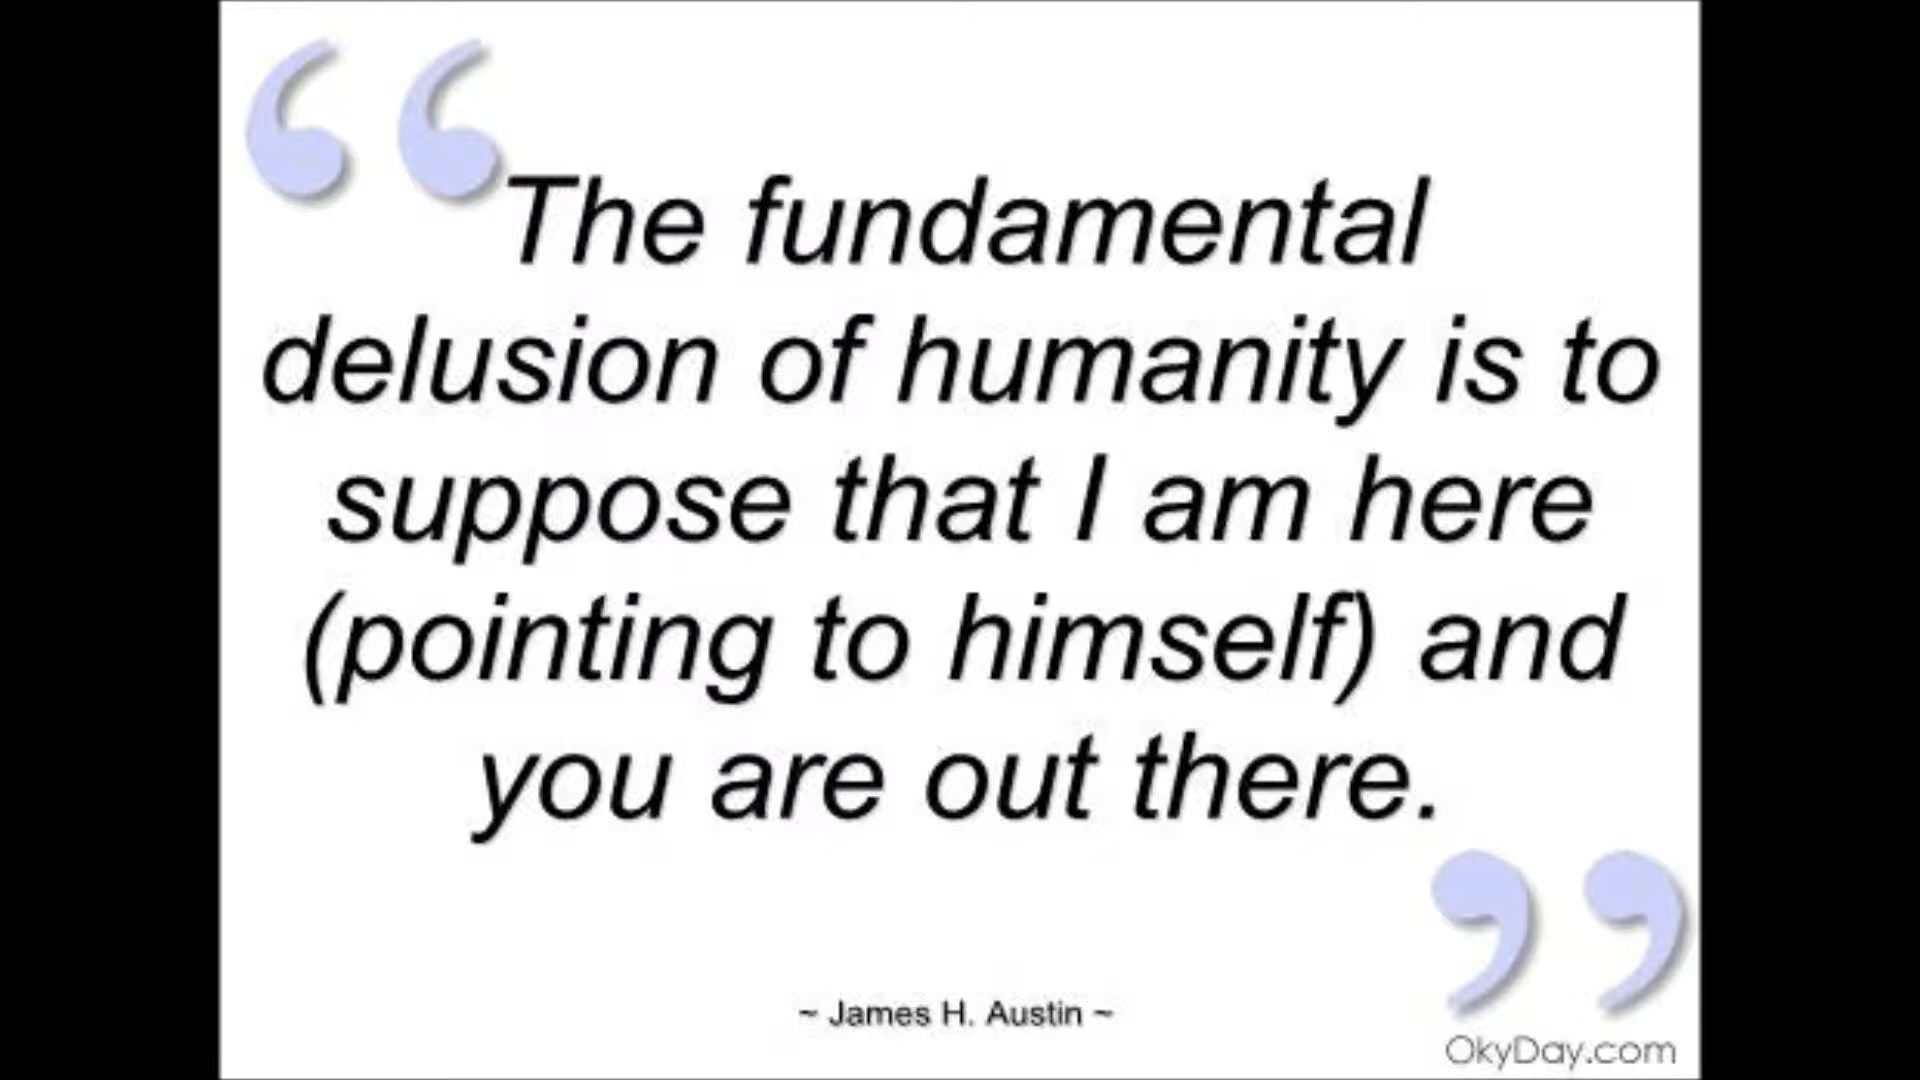 “The fundamental
delusion of humanity is to
suppose that I am here
(pointing to himself) and
you are out there.”
~ James H. Austin ~
OkyDay.com